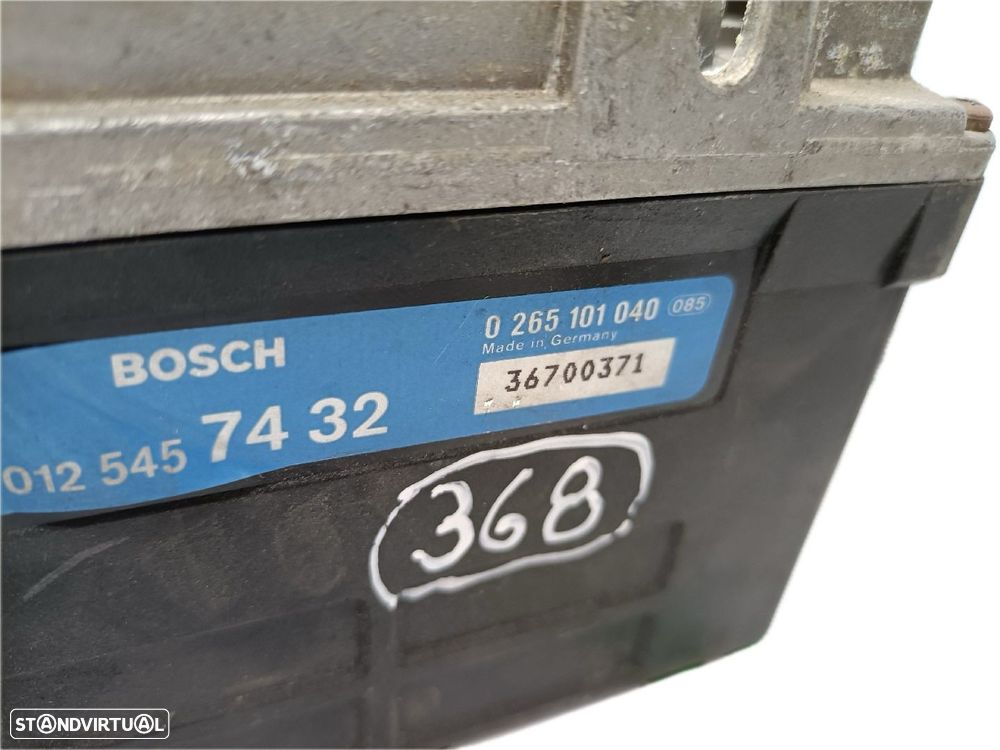 BOSCH
0 265 101 040 085
Made in Germany
36700371
012 545 74 32
368
STANDVIRTUAL